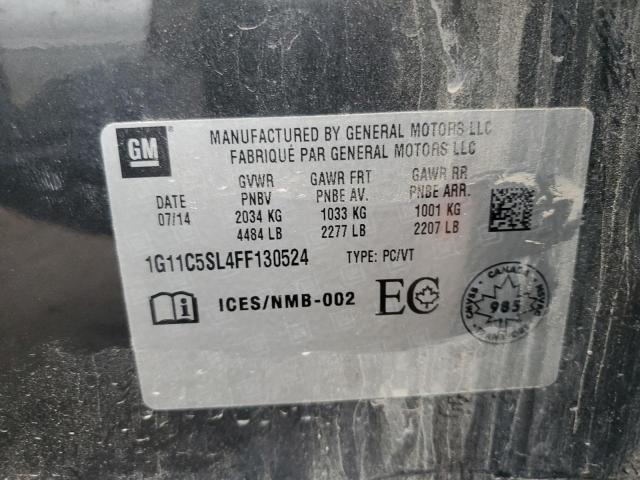 GM
MANUFACTURED BY GENERAL MOTORS LLC
FABRIQUÉ PAR GENERAL MOTORS LLC
DATE
07/14
GVWR
PNBV
2034 KG
4484 LB
GAWR FRT
PNBE AV.
1033 KG
2277 LB
GAWR RR
PNBE ARR.
1001 KG
2207 LB
1G11C5SL4FF130524 TYPE: PC/VT
ICES/NMB-002
EC
CANADA
985